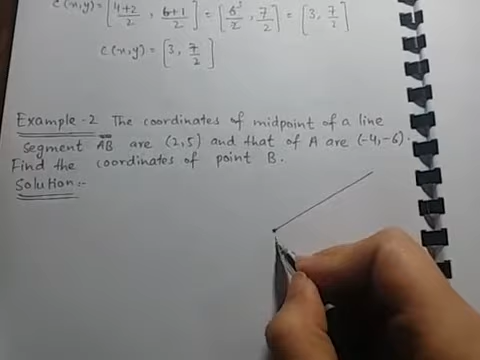 C(x,y) = [4+2/2 , 6+1/2] = [6³/2 , 7/2] = [3, 7/2]
C(x,y) = [3, 7/2]
Example-2 The coordinates of midpoint of a line
segment AB are (2,5) and that of A are (-4,-6).
Find the coordinates of point B.
Solution:-